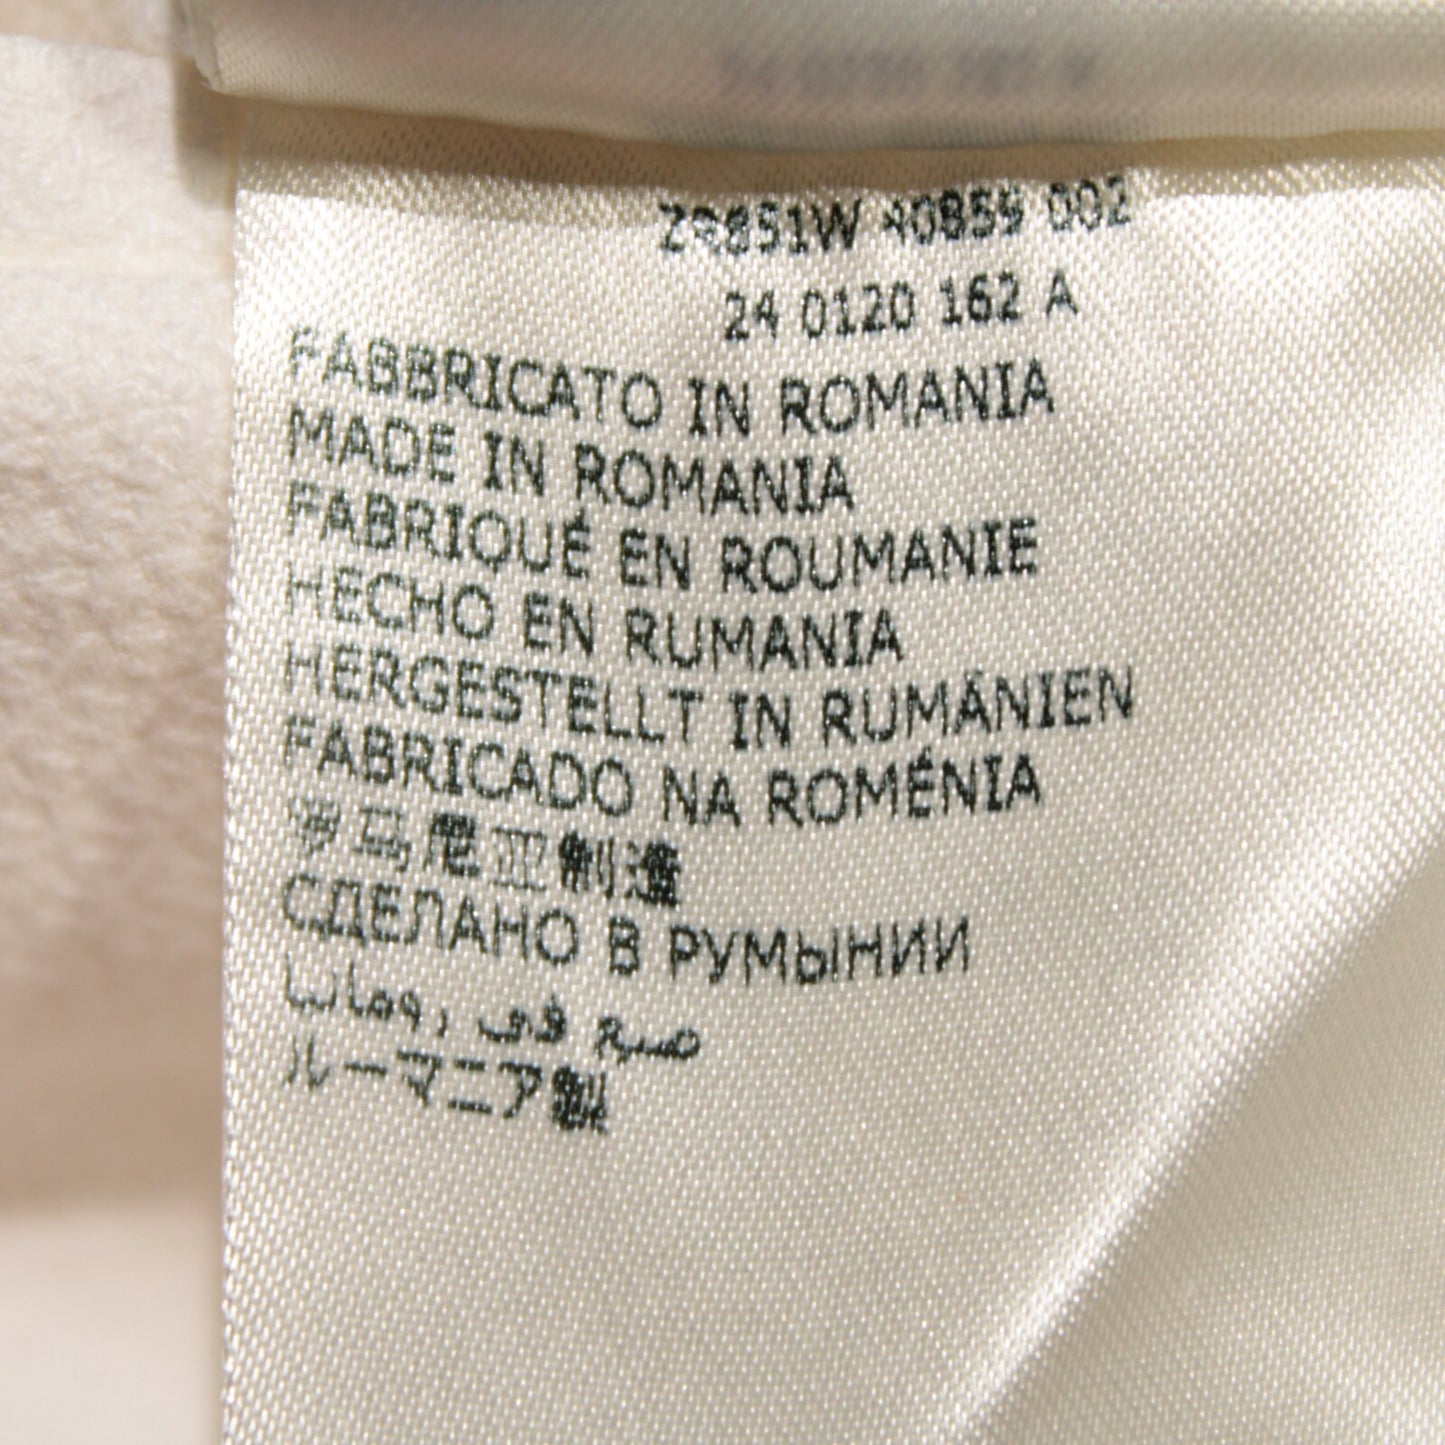 Z9851W 40859 002
24 0120 162 A
FABBRICATO IN ROMANIA
MADE IN ROMANIA
FABRIQUÉ EN ROUMANIE
HECHO EN RUMANIA
HERGESTELLT IN RUMÄNIEN
FABRICADO NA ROMÉNIA
罗马尼亚制造
СДЕЛАНО В РУМЫНИИ
صنع في رومانيا
ルーマニア製